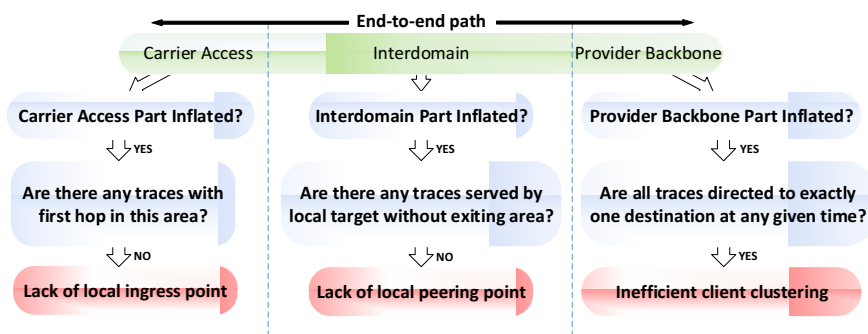 End-to-end path
Carrier Access Interdomain Provider Backbone
Carrier Access Part Inflated? Interdomain Part Inflated? Provider Backbone Part Inflated?
YES YES YES
Are there any traces with Are there any traces served by Are all traces directed to exactly
first hop in this area? local target without exiting area? one destination at any given time?
NO NO YES
Lack of local ingress point Lack of local peering point Inefficient client clustering